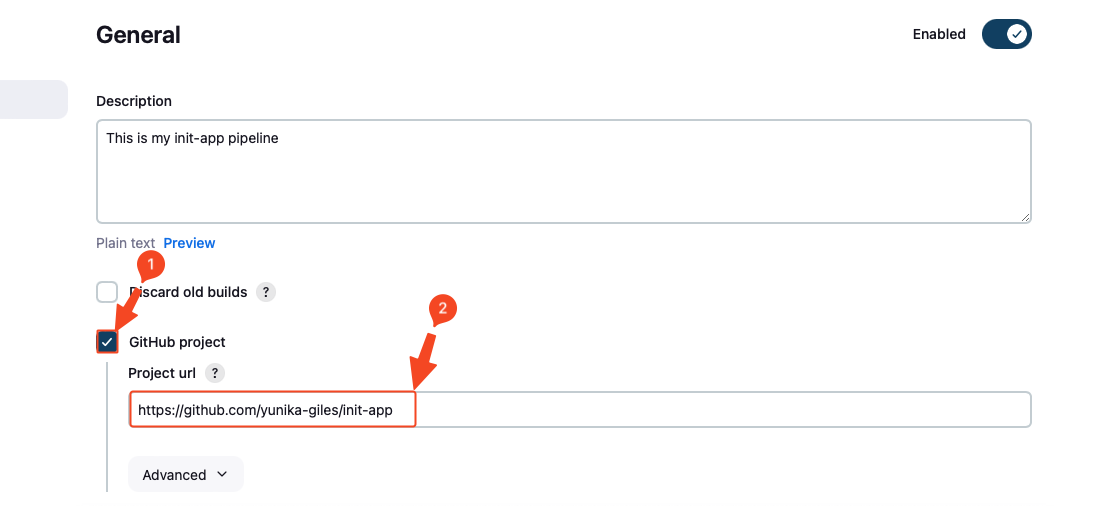 General
Enabled
Description
This is my init-app pipeline
Plain text Preview
1
Discard old builds ?
2
GitHub project
Project url ?
https://github.com/yunika-giles/init-app
Advanced